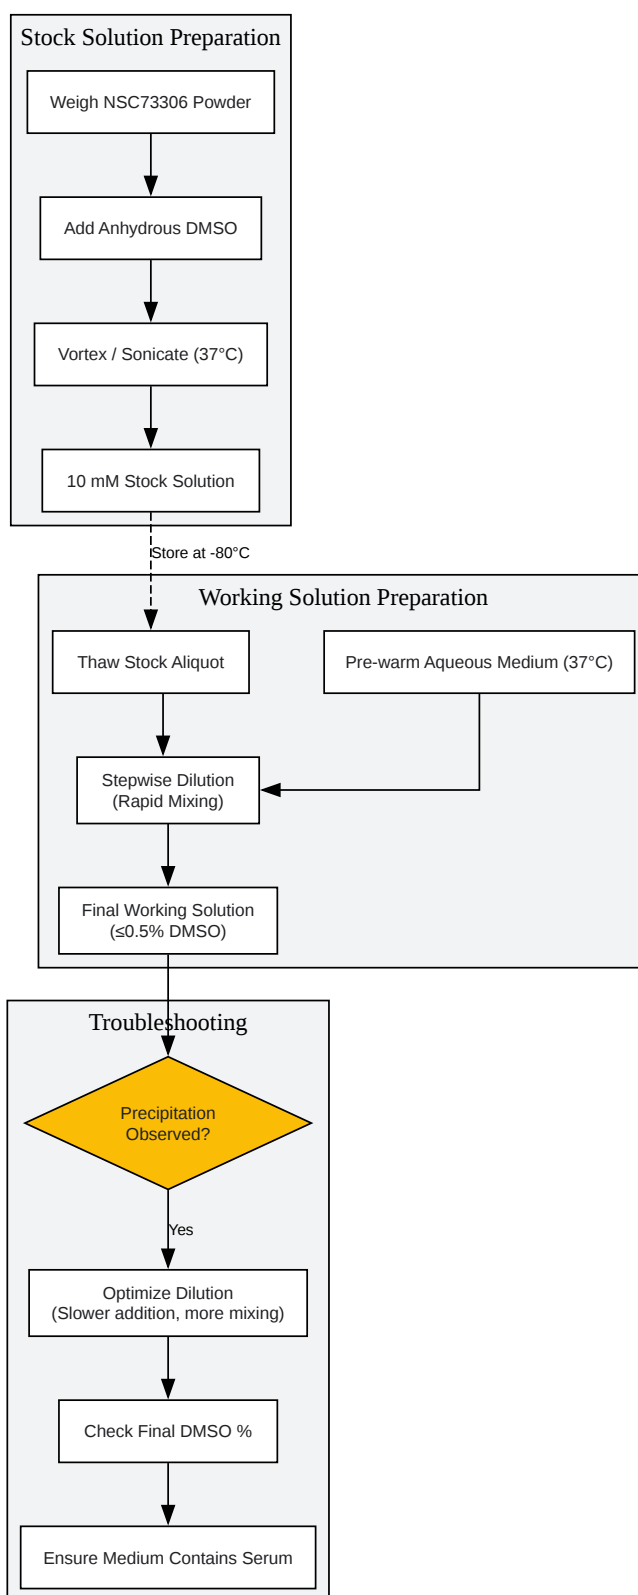 Stock Solution Preparation
Weigh NSC73306 Powder
Add Anhydrous DMSO
Vortex / Sonicate (37°C)
10 mM Stock Solution
Store at -80°C
Working Solution Preparation
Thaw Stock Aliquot
Pre-warm Aqueous Medium (37°C)
Stepwise Dilution
(Rapid Mixing)
Final Working Solution
(≤0.5% DMSO)
Troubleshooting
Precipitation
Observed?
Yes
Optimize Dilution
(Slower addition, more mixing)
Check Final DMSO %
Ensure Medium Contains Serum